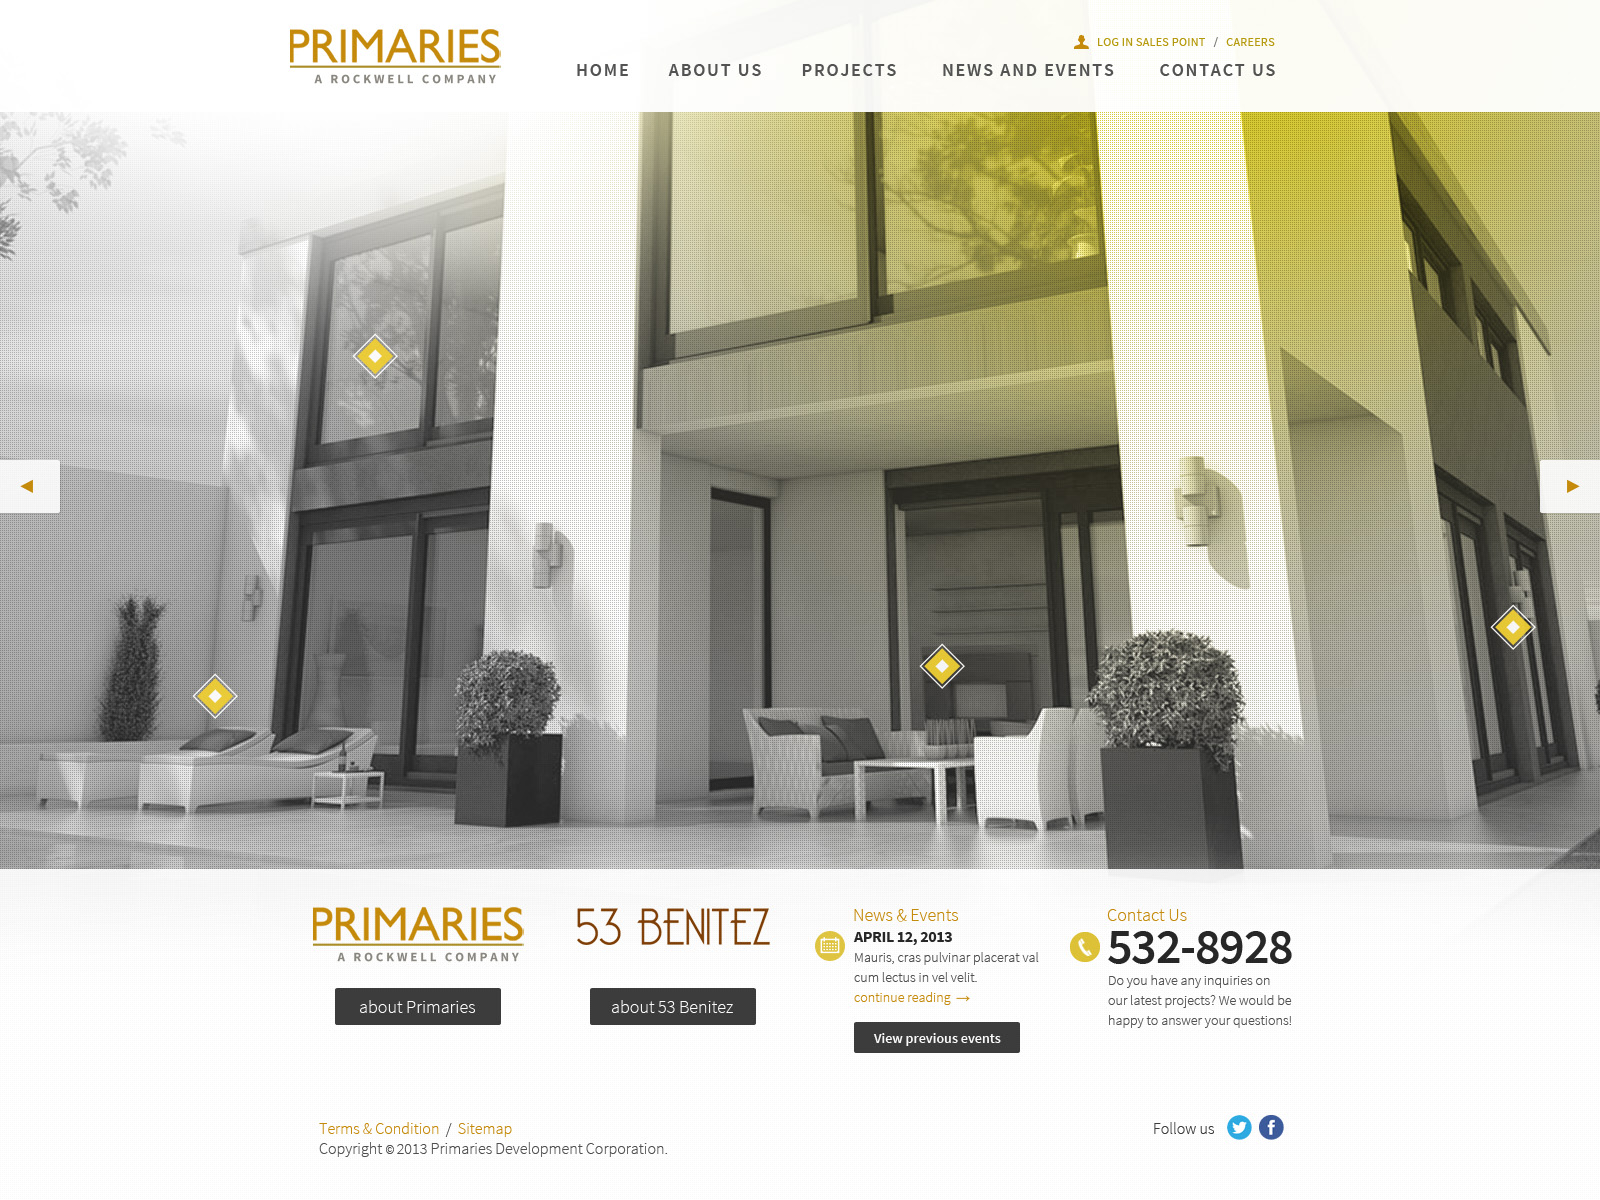 PRIMARIES
A ROCKWELL COMPANY
LOG IN SALES POINT / CAREERS
HOME ABOUT US PROJECTS NEWS AND EVENTS CONTACT US
PRIMARIES
A ROCKWELL COMPANY
about Primaries
53 BENITEZ
about 53 Benitez
News & Events
APRIL 12, 2013
Mauris, cras pulvinar placerat val
cum lectus in vel velit.
continue reading →
View previous events
Contact Us
532-8928
Do you have any inquiries on
our latest projects? We would be
happy to answer your questions!
Terms & Condition / Sitemap
Copyright © 2013 Primaries Development Corporation.
Follow us